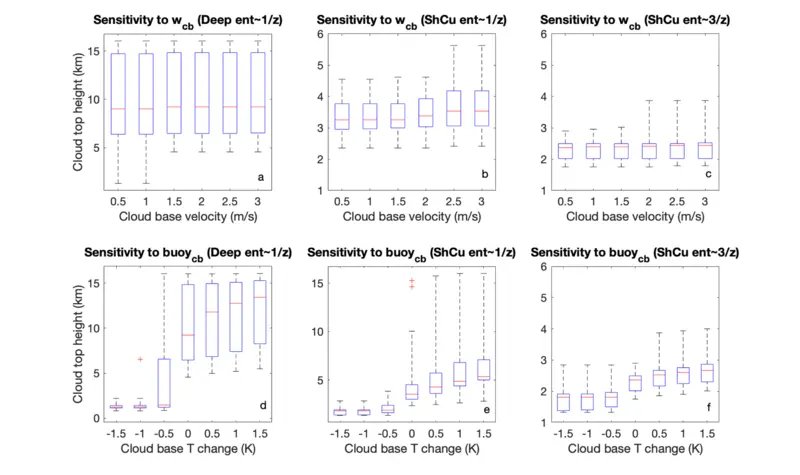 Sensitivity to w_cb (Deep ent~1/z)
Cloud top height (km)
15
10
5
0.5 1 1.5 2 2.5 3
Cloud base velocity (m/s)
a
Sensitivity to w_cb (ShCu ent~1/z)
6
5
4
3
2
1
0.5 1 1.5 2 2.5 3
Cloud base velocity (m/s)
b
Sensitivity to w_cb (ShCu ent~3/z)
6
5
4
3
2
1
0.5 1 1.5 2 2.5 3
Cloud base velocity (m/s)
c
Sensitivity to buoy_cb (Deep ent~1/z)
Cloud top height (km)
15
10
5
0
-1.5 -1 -0.5 0 0.5 1 1.5
Cloud base T change (K)
d
Sensitivity to buoy_cb (ShCu ent~1/z)
15
10
5
-1.5 -1 -0.5 0 0.5 1 1.5
Cloud base T change (K)
e
Sensitivity to buoy_cb (ShCu ent~3/z)
6
5
4
3
2
1
-1.5 -1 -0.5 0 0.5 1 1.5
Cloud base T change (K)
f